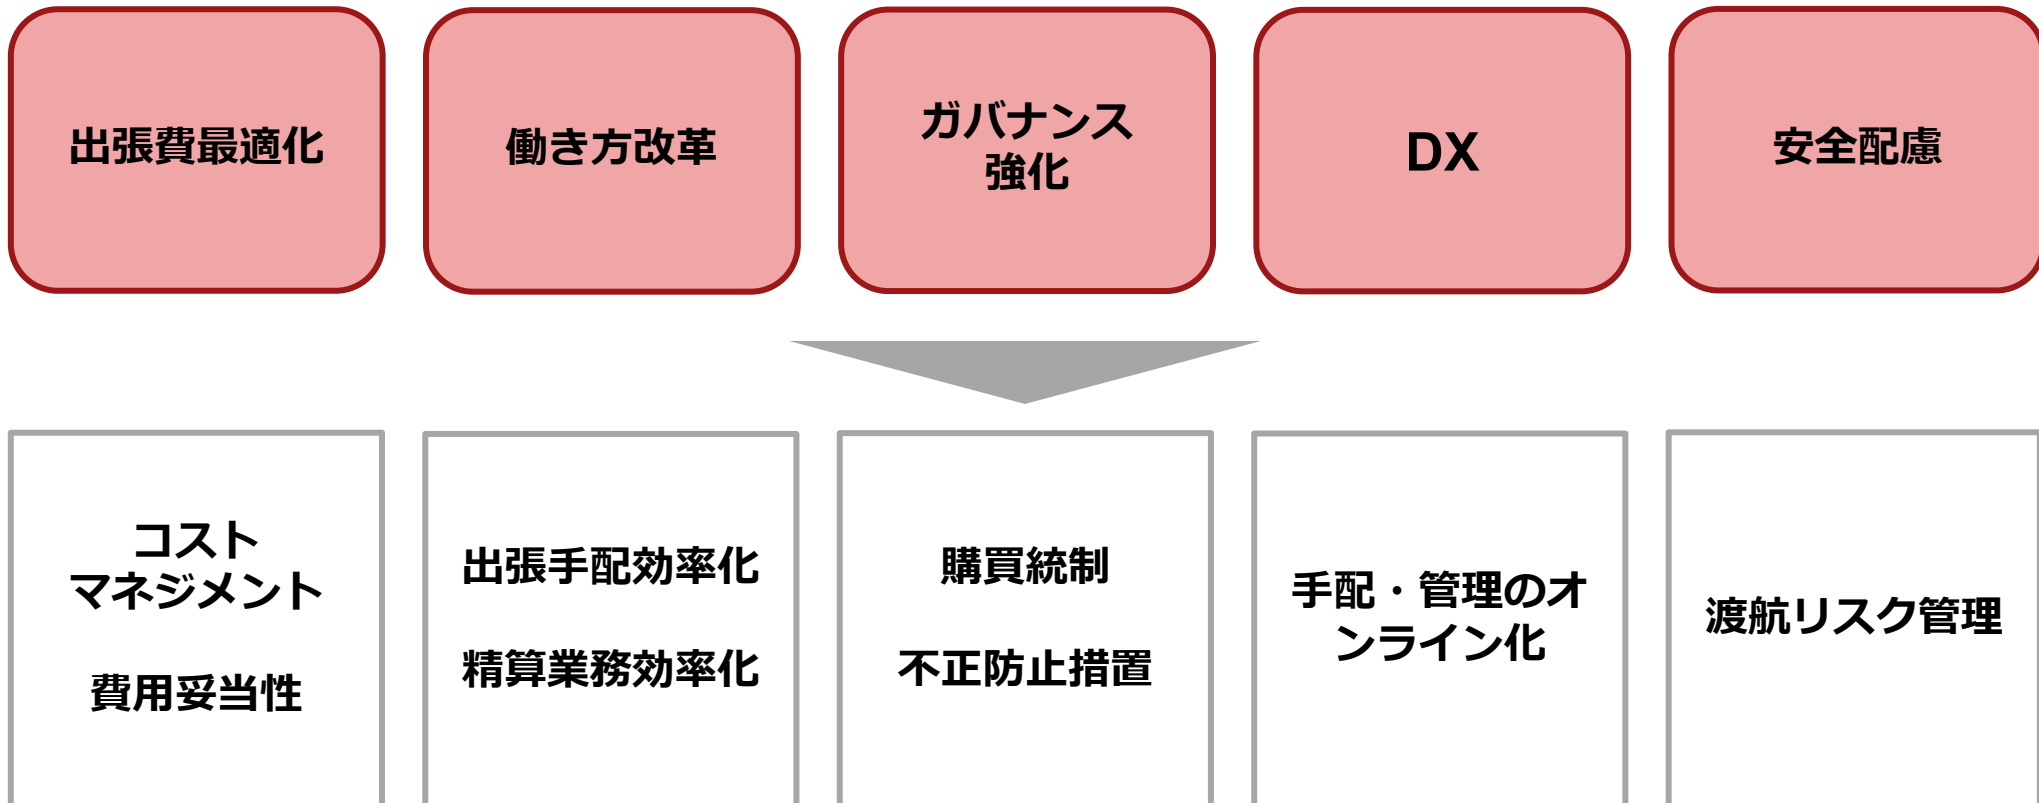 出張費最適化
働き方改革
ガバナンス
強化
DX
安全配慮
コスト
マネジメント
費用妥当性
出張手配効率化
精算業務効率化
購買統制
不正防止措置
手配・管理のオ
ンライン化
渡航リスク管理